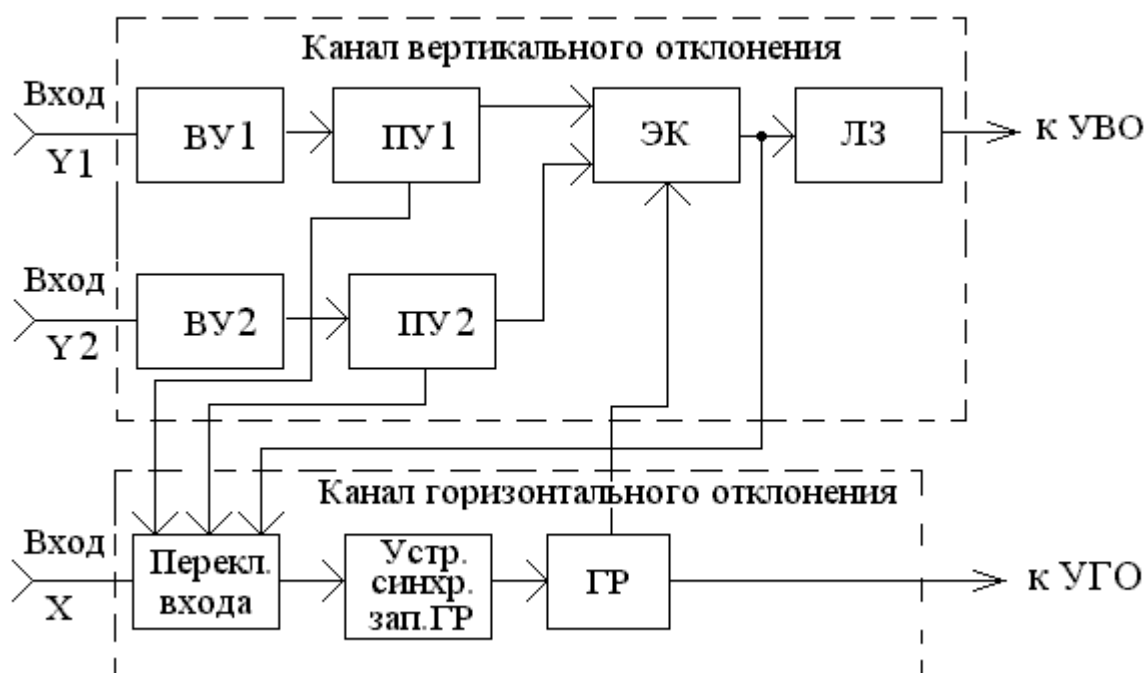 Канал вертикального отклонения
Вход
Y1
ВУ1
ПУ1
ЭК
ЛЗ
к УВО
Вход
Y2
ВУ2
ПУ2
Канал горизонтального отклонения
Вход
X
Перекл.
входа
Устр.
синхр.
зап.ГР
ГР
к УГО